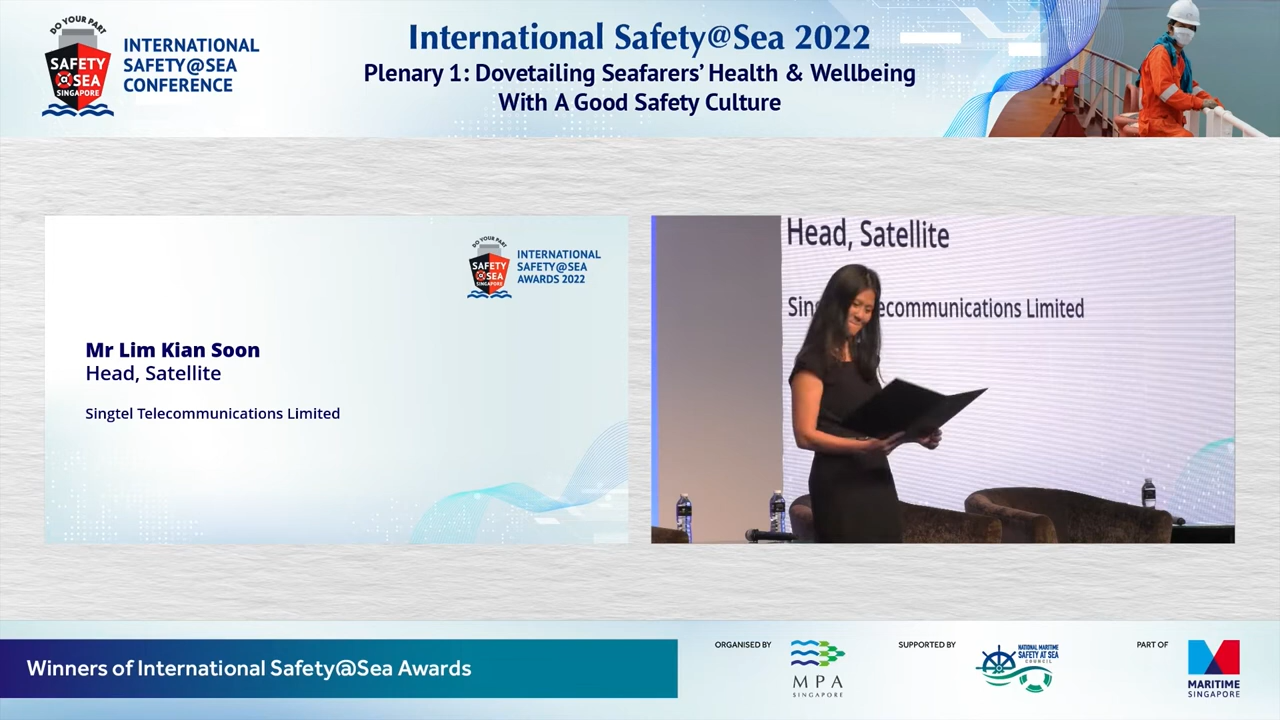 DO YOUR PART
SAFETY
@SEA
SINGAPORE
INTERNATIONAL
SAFETY@SEA
CONFERENCE
International Safety@Sea 2022
Plenary 1: Dovetailing Seafarers' Health & Wellbeing
With A Good Safety Culture
DO YOUR PART
SAFETY
@SEA
SINGAPORE
INTERNATIONAL
SAFETY@SEA
AWARDS 2022
Mr Lim Kian Soon
Head, Satellite
Singtel Telecommunications Limited
Head, Satellite
Sin ecommunications Limited
Winners of International Safety@Sea Awards
ORGANISED BY
MPA
SINGAPORE
SUPPORTED BY
NATIONAL MARITIME
SAFETY AT SEA
COUNCIL
PART OF
MARITIME
SINGAPORE